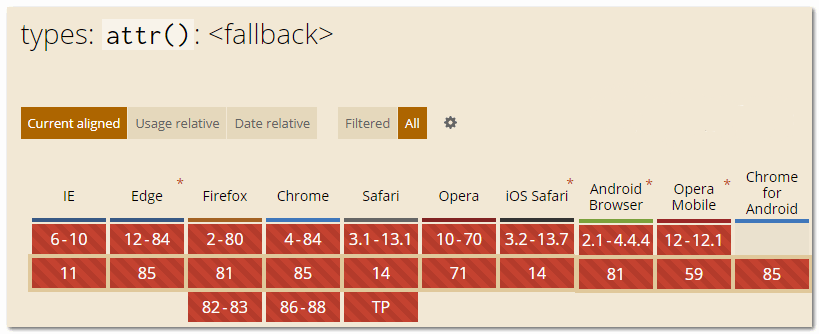 types: attr(): <fallback>
Current aligned Usage relative Date relative Filtered All
IE Edge * Firefox Chrome Safari Opera iOS Safari * Android Browser * Opera Mobile * Chrome for Android
6-10 12-84 2-80 4-84 3.1-13.1 10-70 3.2-13.7 2.1-4.4.4 12-12.1
11 85 81 85 14 71 14 81 59 85
82-83 86-88 TP